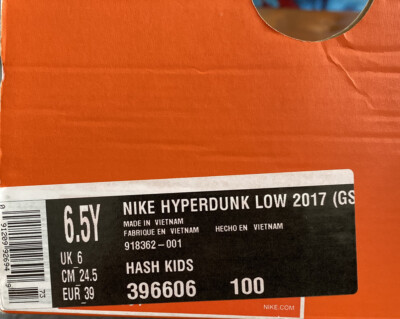 6.5Y
UK 6
CM 24.5
EUR 39
NIKE HYPERDUNK LOW 2017 (GS
MADE IN VIETNAM
FABRIQUE EN VIETNAM HECHO EN VIETNAM
918362-001
HASH KIDS
396606 100
NIKE.COM
73